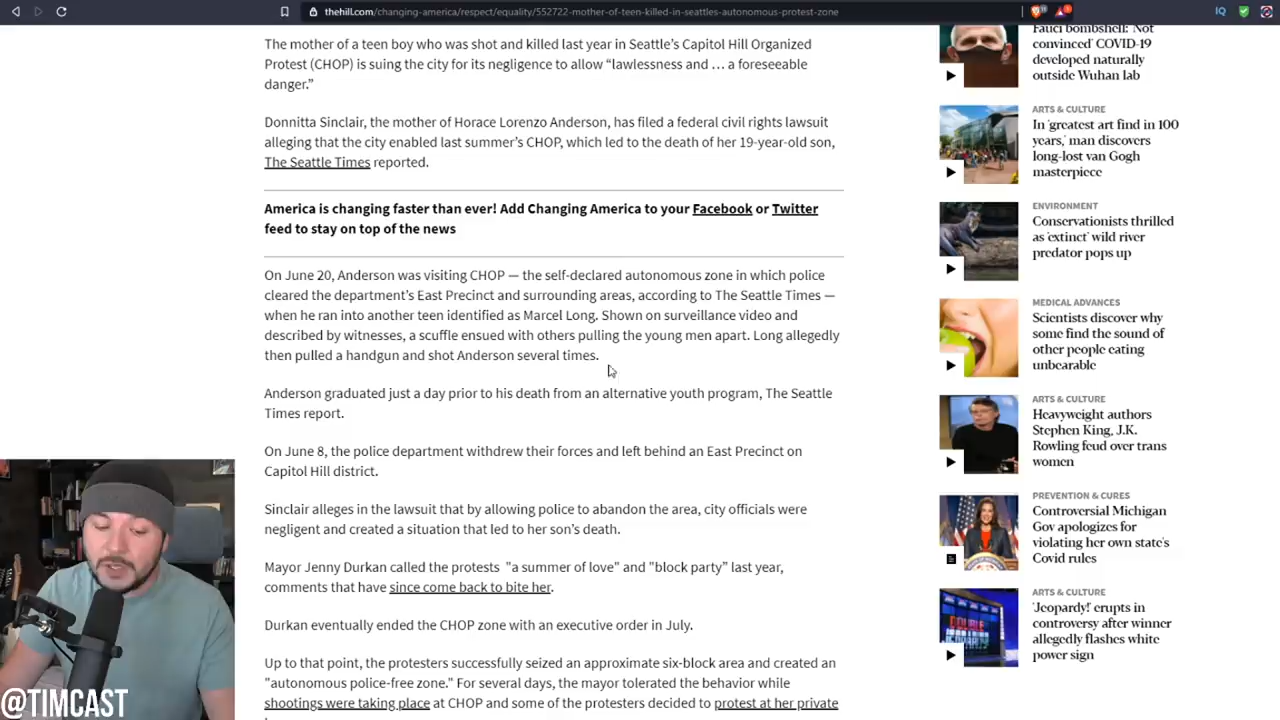 thehill.com/changing-america/respect/equality/552722-mother-of-teen-killed-in-seattles-autonomous-protest-zone
The mother of a teen boy who was shot and killed last year in Seattle's Capitol Hill Organized
Protest (CHOP) is suing the city for its negligence to allow “lawlessness and … a foreseeable
danger.”
Donnitta Sinclair, the mother of Horace Lorenzo Anderson, has filed a federal civil rights lawsuit
alleging that the city enabled last summer's CHOP, which led to the death of her 19-year-old son,
The Seattle Times reported.
America is changing faster than ever! Add Changing America to your Facebook or Twitter
feed to stay on top of the news
On June 20, Anderson was visiting CHOP — the self-declared autonomous zone in which police
cleared the department's East Precinct and surrounding areas, according to The Seattle Times —
when he ran into another teen identified as Marcel Long. Shown on surveillance video and
described by witnesses, a scuffle ensued with others pulling the young men apart. Long allegedly
then pulled a handgun and shot Anderson several times.
Anderson graduated just a day prior to his death from an alternative youth program, The Seattle
Times report.
On June 8, the police department withdrew their forces and left behind an East Precinct on
Capitol Hill district.
Sinclair alleges in the lawsuit that by allowing police to abandon the area, city officials were
negligent and created a situation that led to her son's death.
Mayor Jenny Durkan called the protests "a summer of love" and "block party” last year,
comments that have since come back to bite her.
Durkan eventually ended the CHOP zone with an executive order in July.
Up to that point, the protesters successfully seized an approximate six-block area and created an
"autonomous police-free zone." For several days, the mayor tolerated the behavior while
shootings were taking place at CHOP and some of the protesters decided to protest at her private
Fauci bombshell: 'Not
convinced' COVID-19
developed naturally
outside Wuhan lab
ARTS & CULTURE
In 'greatest art find in 100
years,' man discovers
long-lost van Gogh
masterpiece
ENVIRONMENT
Conservationists thrilled
as 'extinct' wild river
predator pops up
MEDICAL ADVANCES
Scientists discover why
some find the sound of
other people eating
unbearable
ARTS & CULTURE
Heavyweight authors
Stephen King, J.K.
Rowling feud over trans
women
PREVENTION & CURES
Controversial Michigan
Gov apologizes for
violating her own state's
Covid rules
ARTS & CULTURE
'Jeopardy!' erupts in
controversy after winner
allegedly flashes white
power sign
DOUBLE
@TIMCAST